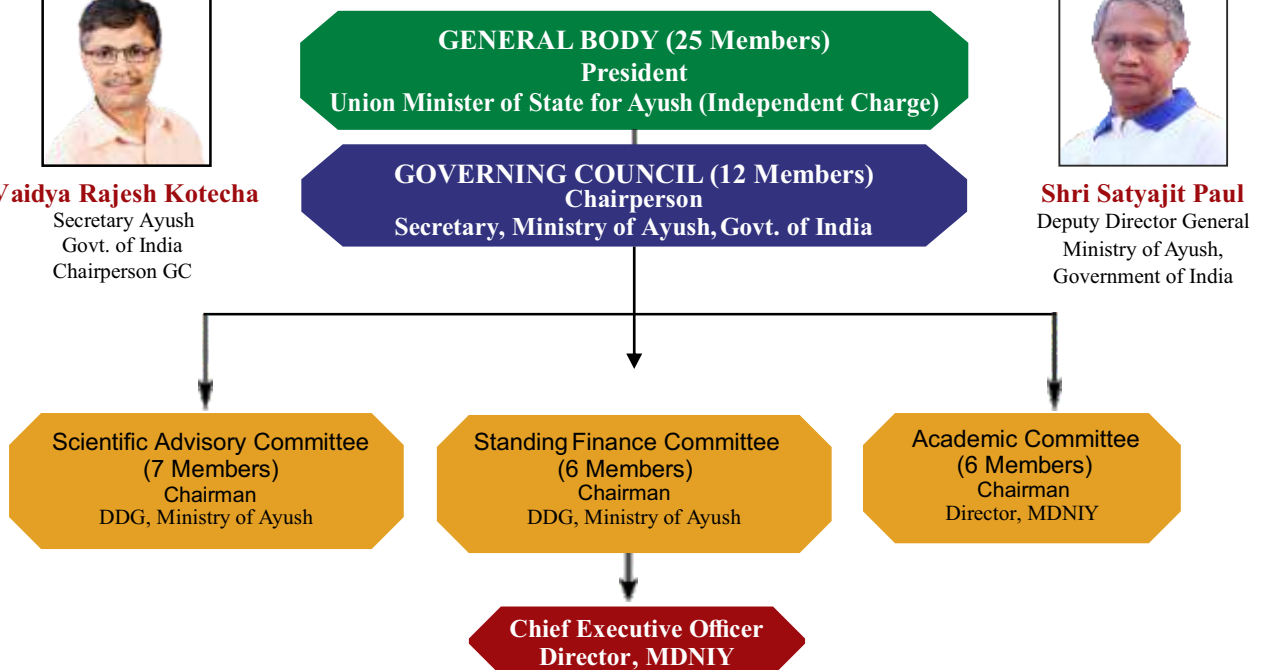 GENERAL BODY (25 Members)
President
Union Minister of State for Ayush (Independent Charge)
GOVERNING COUNCIL (12 Members)
Chairperson
Secretary, Ministry of Ayush, Govt. of India
Vaidya Rajesh Kotecha
Secretary Ayush
Govt. of India
Chairperson GC
Shri Satyajit Paul
Deputy Director General
Ministry of Ayush,
Government of India
Scientific Advisory Committee
(7 Members)
Chairman
DDG, Ministry of Ayush
Standing Finance Committee
(6 Members)
Chairman
DDG, Ministry of Ayush
Academic Committee
(6 Members)
Chairman
Director, MDNIY
Chief Executive Officer
Director, MDNIY